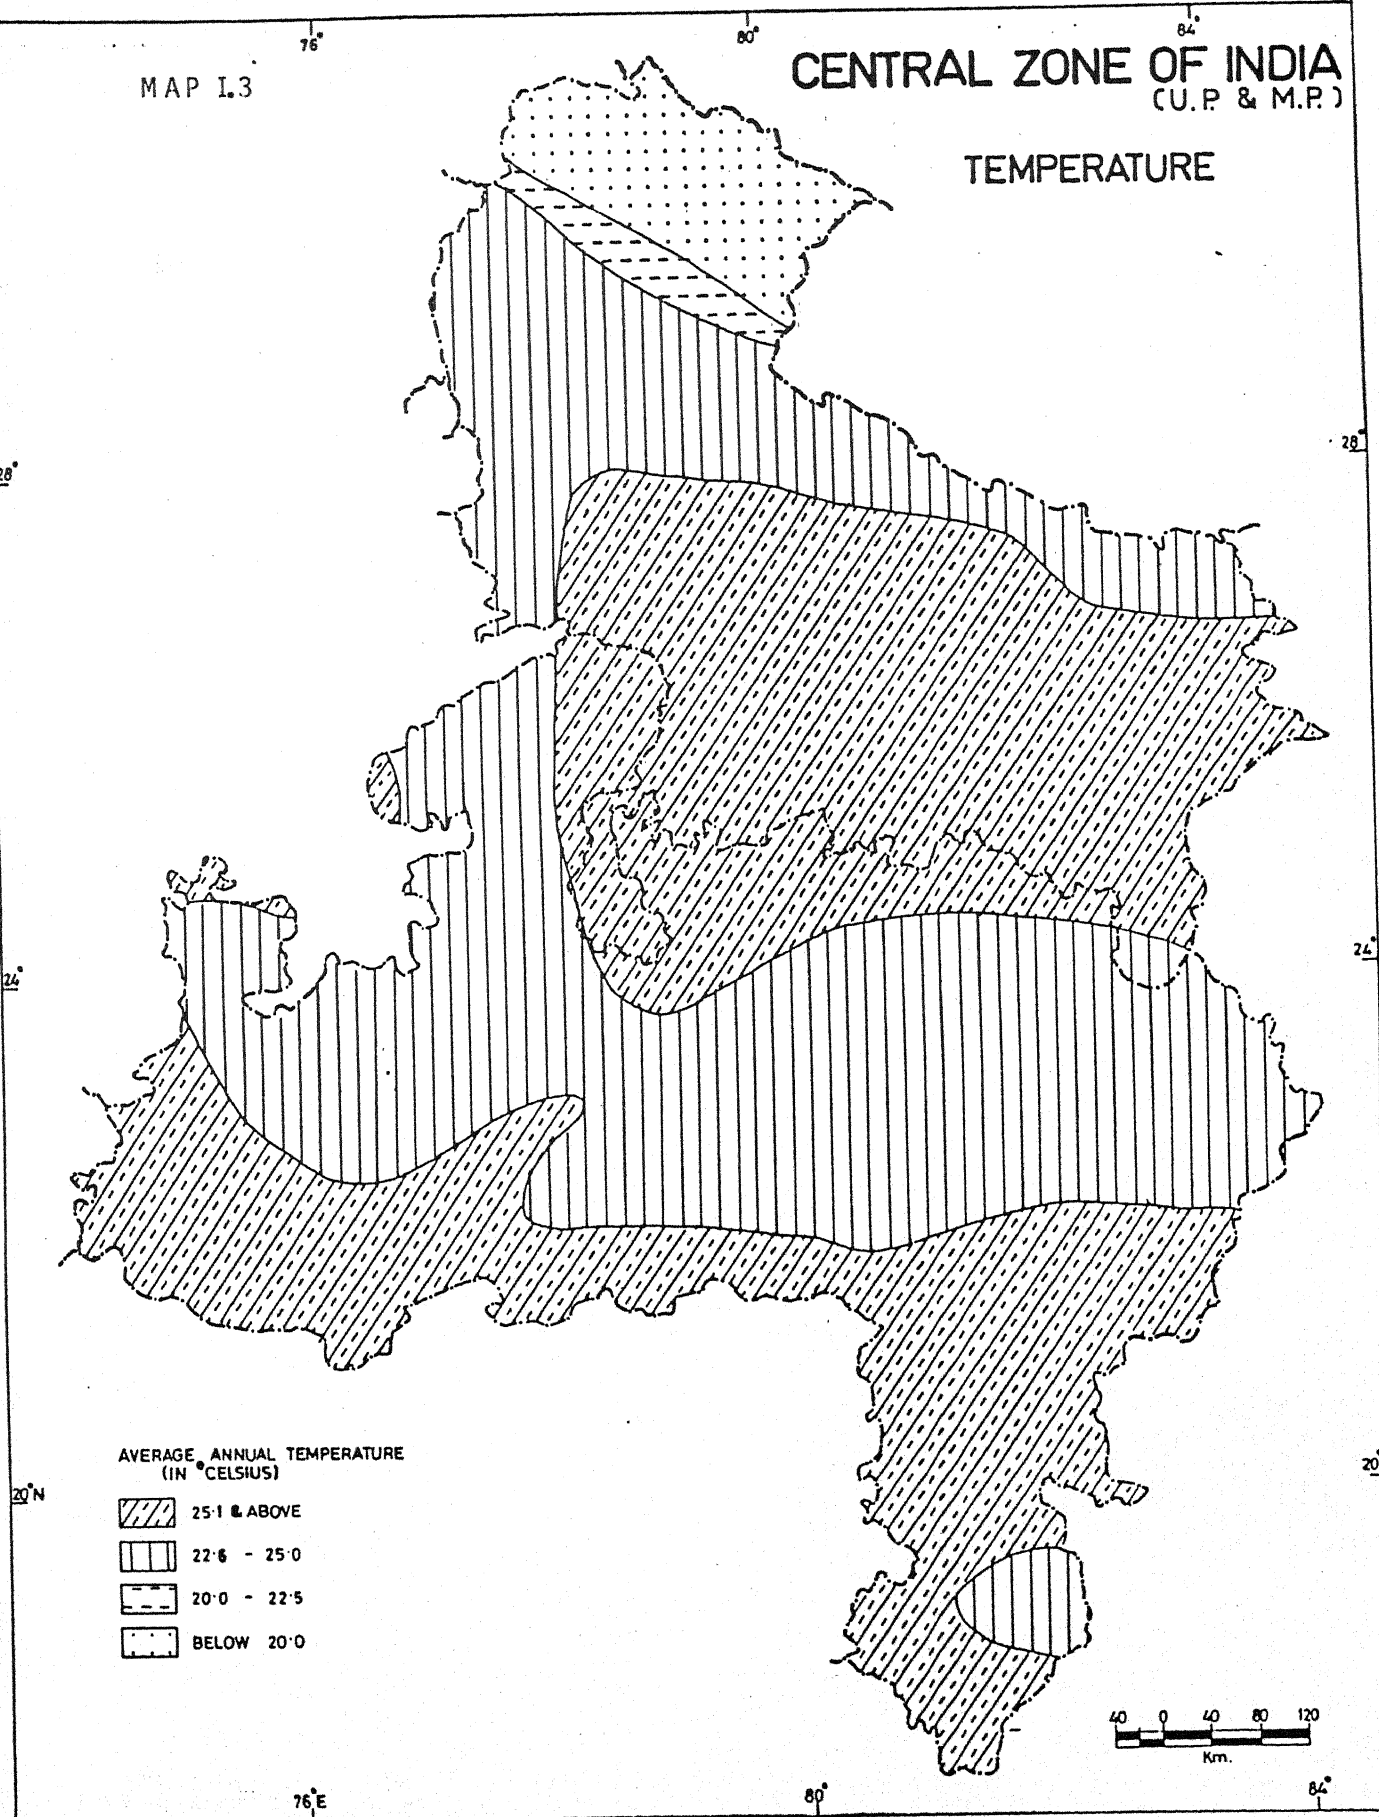 76°
80°
84°
MAP I.3
CENTRAL ZONE OF INDIA
(U.P. & M.P.)
TEMPERATURE
28°
28°
24°
24°
AVERAGE ANNUAL TEMPERATURE
(IN °CELSIUS)
20°N
20
25·1 & ABOVE
22·6 - 25·0
20·0 - 22·5
BELOW 20·0
40 0 40 80 120
Km.
76°E
80°
84°